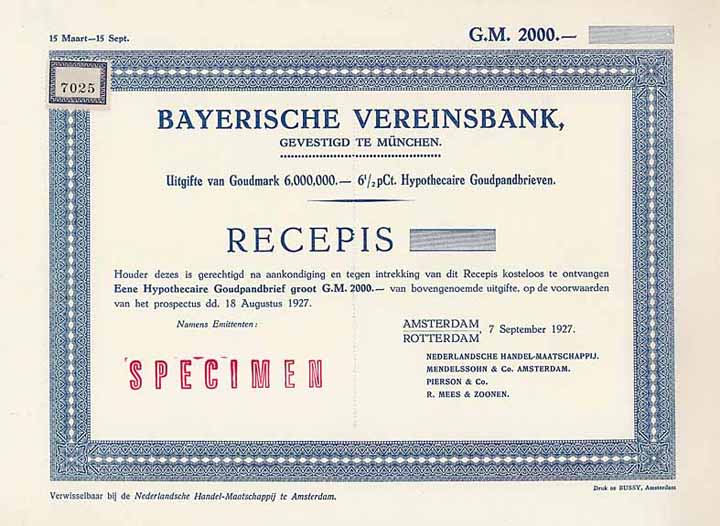 15 Maart—15 Sept.
G.M. 2000.—
7025
BAYERISCHE VEREINSBANK,
GEVESTIGD TE MÜNCHEN.
Uitgifte van Goudmark 6,000,000.— 6½ pCt. Hypothecaire Goudpandbrieven.
RECEPIS
Houder dezes is gerechtigd na aankondiging en tegen intrekking van dit Recepis kosteloos te ontvangen
Eene Hypothecaire Goudpandbrief groot G.M. 2000.— van bovengenoemde uitgifte, op de voorwaarden
van het prospectus dd. 18 Augustus 1927.
Namens Emittenten:
AMSTERDAM
ROTTERDAM, 7 September 1927.
NEDERLANDSCHE HANDEL-MAATSCHAPPIJ.
MENDELSSOHN & Co. AMSTERDAM.
PIERSON & Co.
R. MEES & ZOONEN.
SPECIMEN
Verwisselbaar bij de Nederlandsche Handel-Maatschappij te Amsterdam.
Druk DE BUSSY, Amsterdam